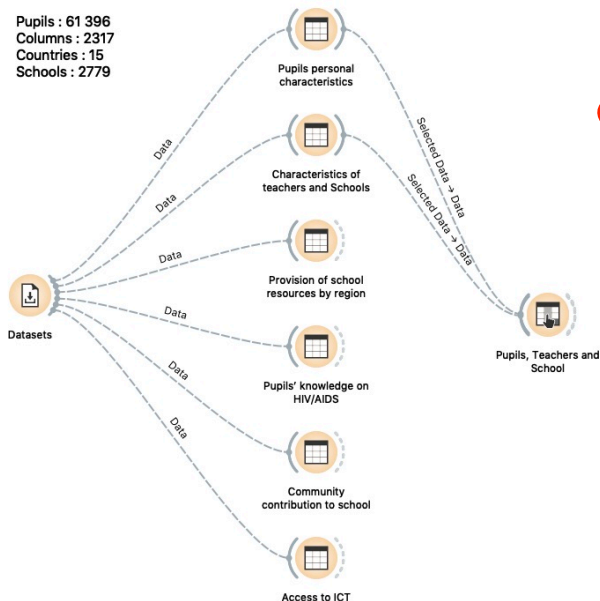 Pupils : 61 396
Columns : 2317
Countries : 15
Schools : 2779
Pupils personal
characteristics
Data
Selected Data → Data
Data
Characteristics of
teachers and Schools
Selected Data → Data
Data
Provision of school
resources by region
Datasets
Data
Pupils' knowledge on
HIV/AIDS
Pupils, Teachers and
School
Data
Community
contribution to school
Data
Access to ICT